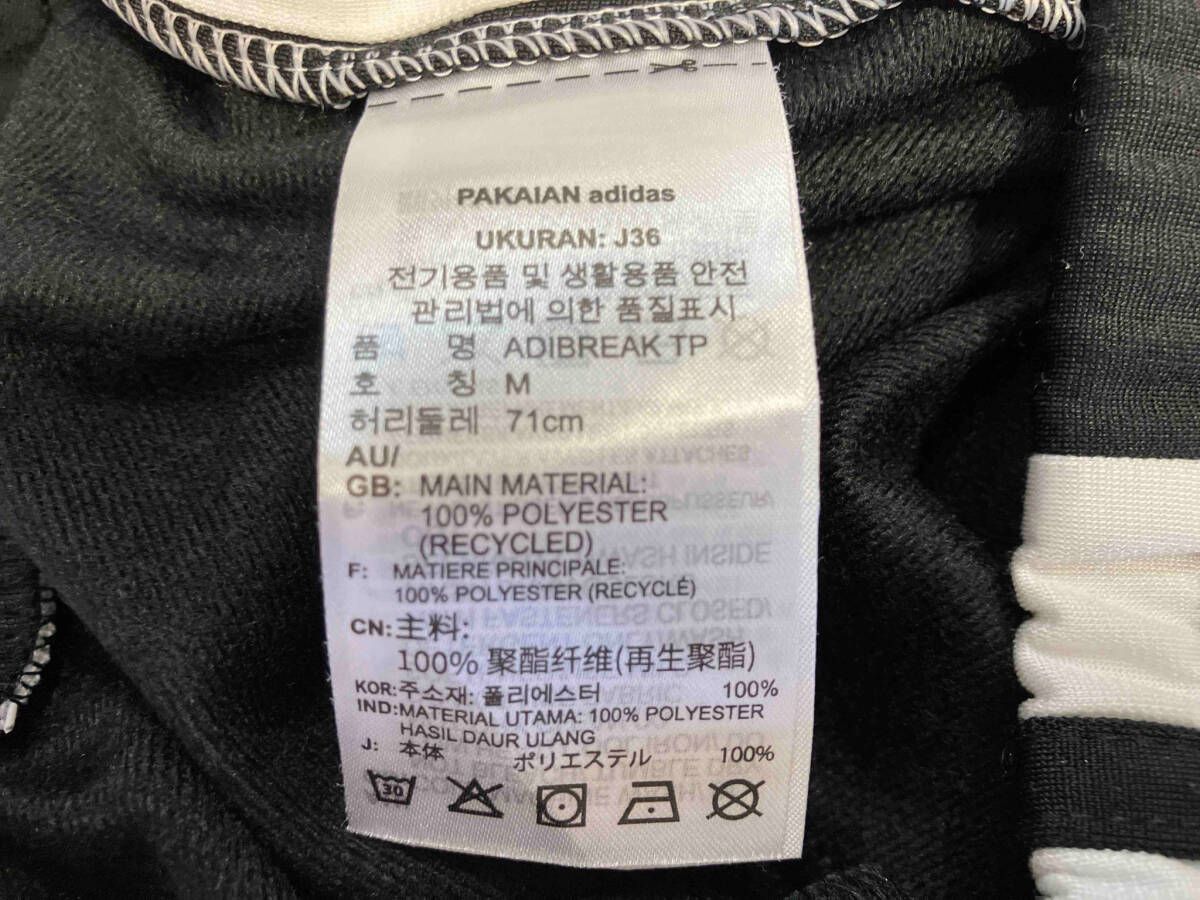 PAKAIAN adidas
UKURAN: J36
전기용품 및 생활용품 안전
관리법에 의한 품질표시
품 명 ADIBREAK TP
호 칭 M
허리둘레 71cm
AU/
GB: MAIN MATERIAL:
100% POLYESTER
(RECYCLED)
F: MATIERE PRINCIPALE:
100% POLYESTER (RECYCLÉ)
CN: 主料:
100% 聚酯纤维(再生聚酯)
KOR: 주소재: 폴리에스터 100%
IND: MATERIAL UTAMA: 100% POLYESTER
HASIL DAUR ULANG
J: 本体 ポリエステル 100%
30